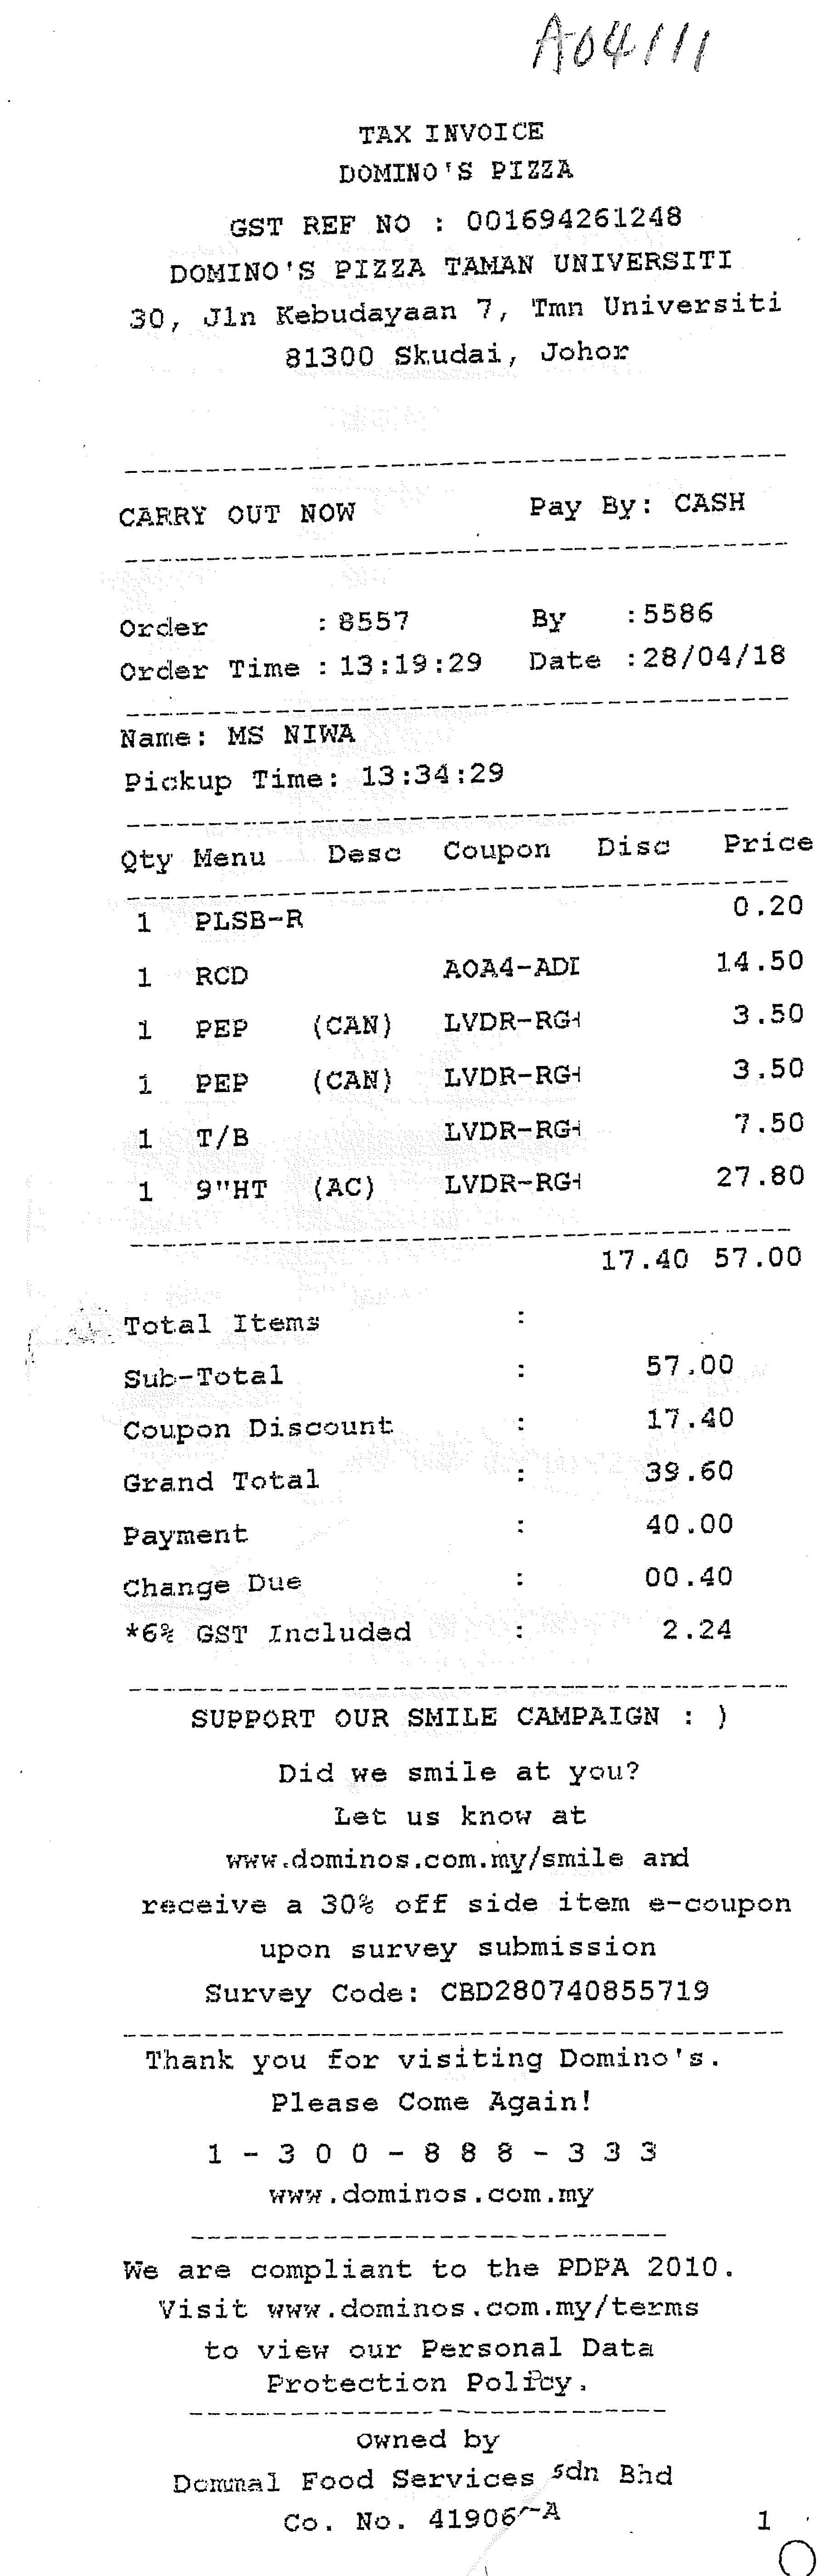 A04111
TAX INVOICE
DOMINO'S PIZZA
GST REF NO : 001694261248
DOMINO'S PIZZA TAMAN UNIVERSITI
30, Jln Kebudayaan 7, Tmn Universiti
81300 Skudai, Johor
CARRY OUT NOW Pay By: CASH
Order :8557 By :5586
Order Time :13:19:29 Date :28/04/18
Name: MS NIWA
Pickup Time: 13:34:29
Qty Menu Desc Coupon Disc Price
1 PLSB-R 0.20
1 RCD AOA4-ADI 14.50
1 PEP (CAN) LVDR-RG 3.50
1 PEP (CAN) LVDR-RG 3.50
1 T/B LVDR-RG 7.50
1 9"HT (AC) LVDR-RG 27.80
17.40 57.00
Total Items :
Sub-Total : 57.00
Coupon Discount : 17.40
Grand Total : 39.60
Payment : 40.00
Change Due : 00.40
*6% GST Included : 2.24
SUPPORT OUR SMILE CAMPAIGN : )
Did we smile at you?
Let us know at
www.dominos.com.my/smile and
receive a 30% off side item e-coupon
upon survey submission
Survey Code: CBD280740855719
Thank you for visiting Domino's.
Please Come Again!
1 - 3 0 0 - 8 8 8 - 3 3 3
www.dominos.com.my
We are compliant to the PDPA 2010.
Visit www.dominos.com.my/terms
to view our Personal Data
Protection Policy.
Owned by
Dommal Food Services Sdn Bhd
Co. No. -A 1